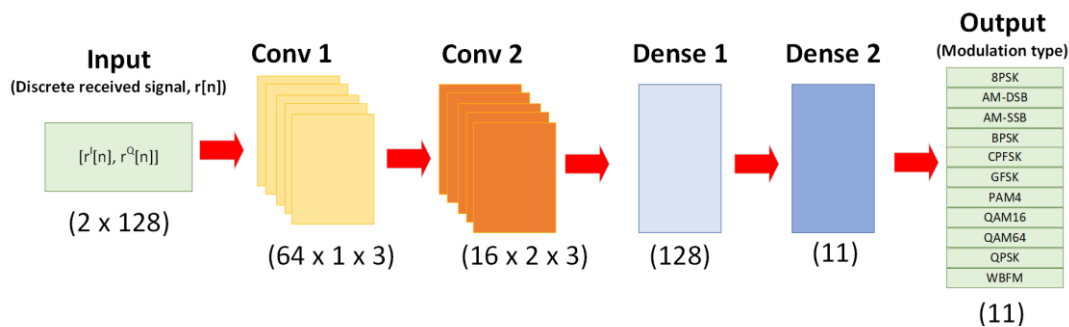 Input
(Discrete received signal, r[n])
[rᴵ[n], r^Q[n]]
(2 x 128)
Conv 1
(64 x 1 x 3)
Conv 2
(16 x 2 x 3)
Dense 1
(128)
Dense 2
(11)
Output
(Modulation type)
8PSK
AM-DSB
AM-SSB
BPSK
CPFSK
GFSK
PAM4
QAM16
QAM64
QPSK
WBFM
(11)